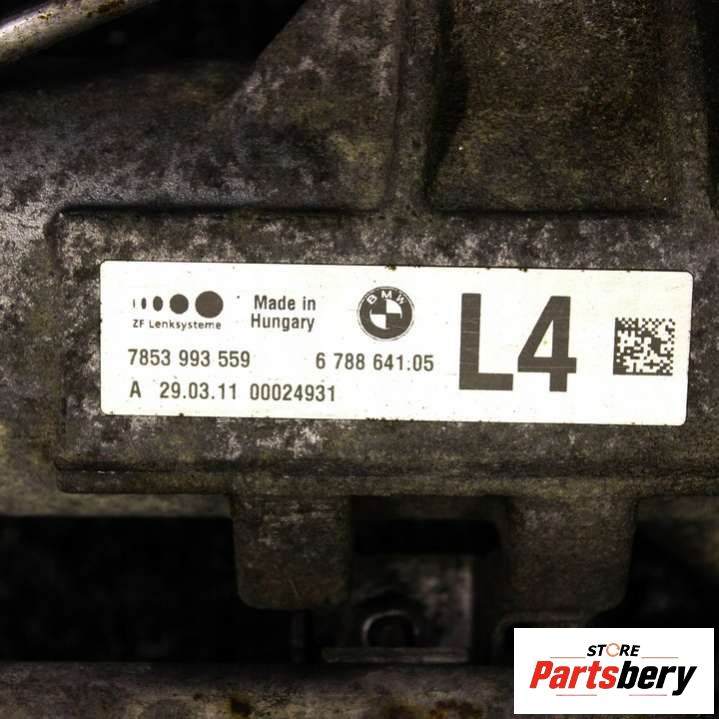 ZF Lenksysteme
Made in
Hungary
BMW
L4
7853 993 559 6 788 641.05
A 29.03.11 00024931
STORE
Partsbery